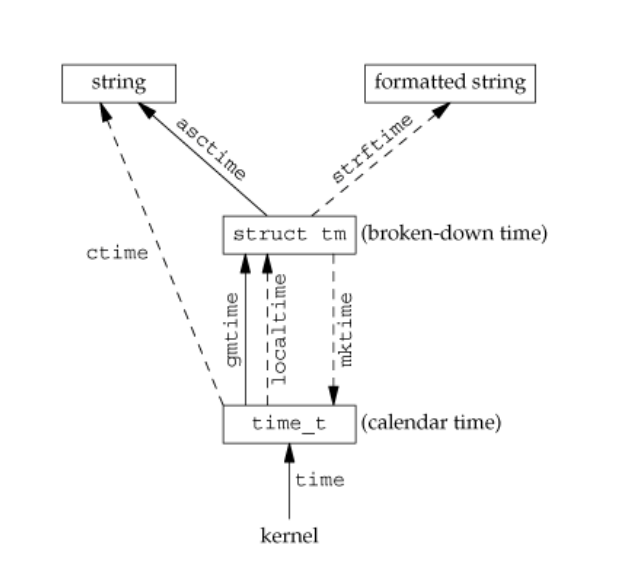 string
formatted string
asctime
strftime
struct tm
(broken-down time)
ctime
gmtime
localtime
mktime
time_t
(calendar time)
time
kernel